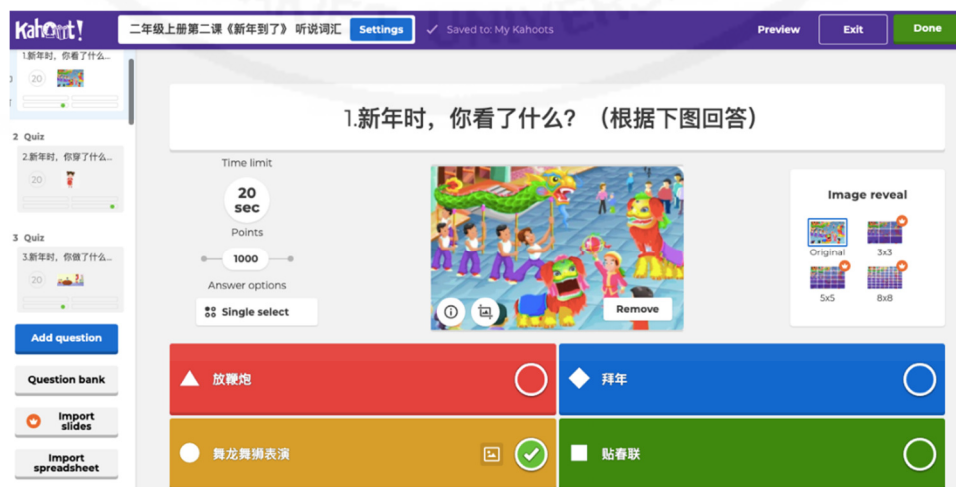 Kahoot!
二年级上册第二课《新年到了》 听说词汇
Settings
Saved to: My Kahoots
Preview
Exit
Done
1.新年时，你看了什么...
20
2 Quiz
2.新年时，你穿了什么...
20
3 Quiz
3.新年时，你做了什么...
20
Add question
Question bank
Import slides
Import spreadsheet
1.新年时，你看了什么？（根据下图回答）
Time limit
20
sec
Points
1000
Answer options
Single select
Remove
Image reveal
Original
3x3
5x5
8x8
放鞭炮
拜年
舞龙舞狮表演
贴春联